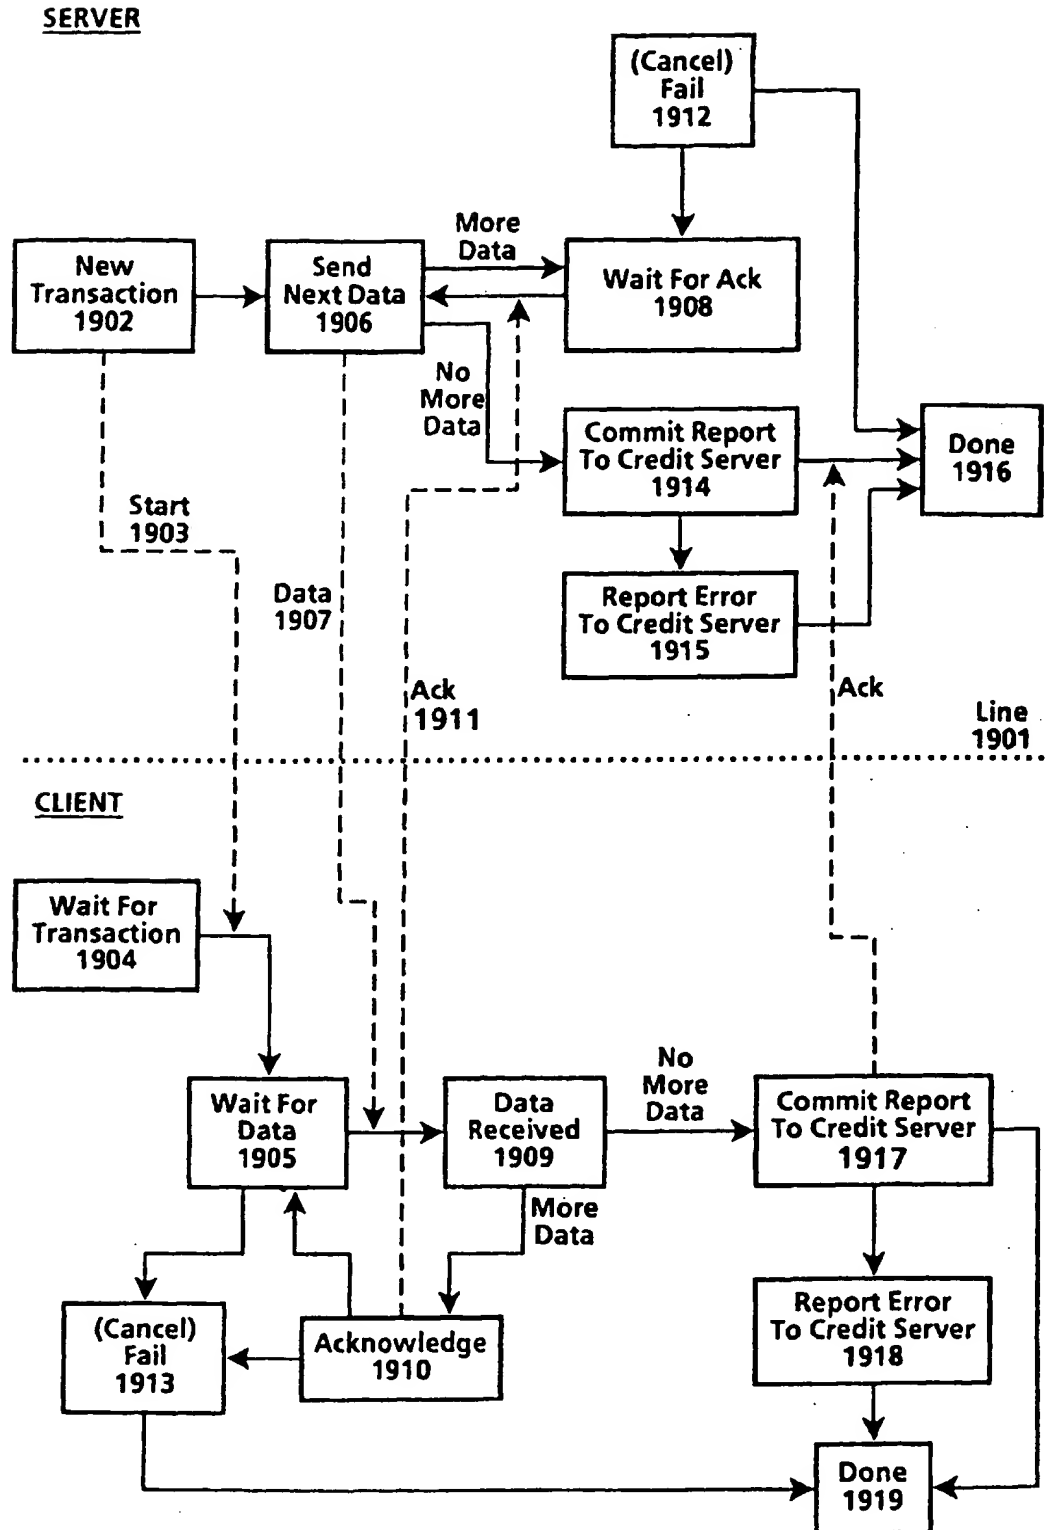 SERVER
(Cancel)
Fail
1912
More
Data
New
Transaction
1902
Send
Next Data
1906
Wait For Ack
1908
No
More
Data
Commit Report
To Credit Server
1914
Done
1916
Start
1903
Data
1907
Report Error
To Credit Server
1915
Ack
1911
Ack
Line
1901
CLIENT
Wait For
Transaction
1904
Wait For
Data
1905
Data
Received
1909
No
More
Data
Commit Report
To Credit Server
1917
More
Data
(Cancel)
Fail
1913
Acknowledge
1910
Report Error
To Credit Server
1918
Done
1919